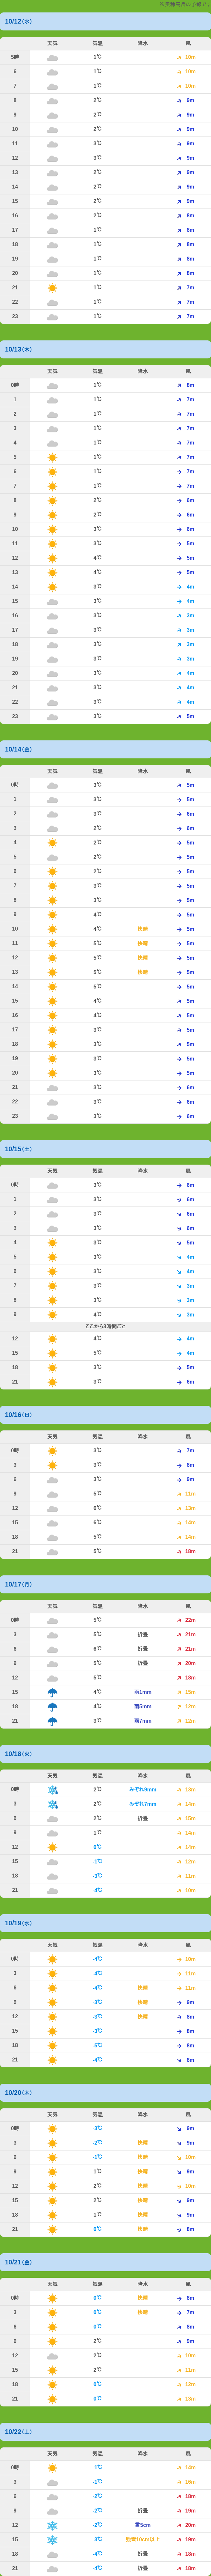 10/12(水)
天気 気温 降水 風
5時 1℃ 10m
6 1℃ 10m
7 1℃ 10m
8 2℃ 9m
9 2℃ 9m
10 2℃ 9m
11 3℃ 9m
12 3℃ 9m
13 2℃ 9m
14 2℃ 9m
15 2℃ 9m
16 2℃ 8m
17 1℃ 8m
18 1℃ 8m
19 1℃ 8m
20 1℃ 8m
21 1℃ 7m
22 1℃ 7m
23 1℃ 7m
10/13(木)
天気 気温 降水 風
0時 1℃ 8m
1 1℃ 7m
2 1℃ 7m
3 1℃ 7m
4 1℃ 7m
5 1℃ 7m
6 1℃ 7m
7 1℃ 7m
8 2℃ 6m
9 2℃ 6m
10 3℃ 6m
11 3℃ 5m
12 4℃ 5m
13 4℃ 5m
14 3℃ 4m
15 3℃ 4m
16 3℃ 3m
17 3℃ 3m
18 3℃ 3m
19 3℃ 3m
20 3℃ 4m
21 3℃ 4m
22 3℃ 4m
23 3℃ 5m
10/14(金)
天気 気温 降水 風
0時 3℃ 5m
1 3℃ 5m
2 3℃ 6m
3 2℃ 6m
4 2℃ 5m
5 2℃ 5m
6 2℃ 5m
7 3℃ 5m
8 3℃ 5m
9 4℃ 5m
10 4℃ 快晴 5m
11 5℃ 快晴 5m
12 5℃ 快晴 5m
13 5℃ 快晴 5m
14 5℃ 5m
15 4℃ 5m
16 4℃ 5m
17 3℃ 5m
18 3℃ 5m
19 3℃ 5m
20 3℃ 5m
21 3℃ 6m
22 3℃ 6m
23 3℃ 6m
10/15(土)
天気 気温 降水 風
0時 3℃ 6m
1 3℃ 6m
2 3℃ 6m
3 3℃ 6m
4 3℃ 5m
5 3℃ 4m
6 3℃ 4m
7 3℃ 3m
8 3℃ 3m
9 4℃ 3m
ここから3時間ごと
12 4℃ 4m
15 5℃ 4m
18 3℃ 5m
21 3℃ 6m
10/16(日)
天気 気温 降水 風
0時 3℃ 7m
3 3℃ 8m
6 3℃ 9m
9 5℃ 11m
12 6℃ 13m
15 6℃ 14m
18 5℃ 14m
21 5℃ 18m
10/17(月)
天気 気温 降水 風
0時 5℃ 22m
3 5℃ 折曇 21m
6 6℃ 折曇 21m
9 5℃ 折曇 20m
12 5℃ 18m
15 4℃ 雨1mm 15m
18 4℃ 雨5mm 12m
21 3℃ 雨7mm 12m
10/18(火)
天気 気温 降水 風
0時 2℃ みぞれ9mm 13m
3 2℃ みぞれ7mm 14m
6 2℃ 折曇 15m
9 1℃ 14m
12 0℃ 14m
15 -1℃ 12m
18 -3℃ 11m
21 -4℃ 10m
10/19(水)
天気 気温 降水 風
0時 -4℃ 10m
3 -4℃ 11m
6 -4℃ 快晴 11m
9 -3℃ 快晴 9m
12 -3℃ 快晴 8m
15 -3℃ 8m
18 -5℃ 8m
21 -4℃ 8m
10/20(木)
天気 気温 降水 風
0時 -3℃ 快晴 9m
3 -2℃ 快晴 9m
6 -1℃ 快晴 10m
9 1℃ 快晴 9m
12 2℃ 快晴 10m
15 2℃ 快晴 9m
18 1℃ 快晴 9m
21 0℃ 快晴 8m
10/21(金)
天気 気温 降水 風
0時 0℃ 快晴 8m
3 0℃ 快晴 7m
6 0℃ 8m
9 2℃ 9m
12 2℃ 10m
15 2℃ 11m
18 0℃ 12m
21 0℃ 13m
10/22(土)
天気 気温 降水 風
0時 -1℃ 14m
3 -1℃ 16m
6 -2℃ 18m
9 -2℃ 折曇 19m
12 -2℃ 雪5cm 20m
15 -3℃ 強雪10cm以上 19m
18 -4℃ 折曇 18m
21 -4℃ 折曇 18m